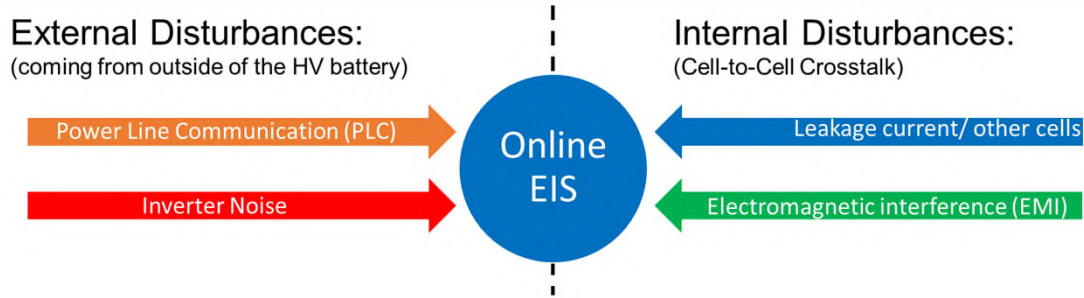 External Disturbances:
(coming from outside of the HV battery)
Power Line Communication (PLC)
Inverter Noise
Online
EIS
Internal Disturbances:
(Cell-to-Cell Crosstalk)
Leakage current/ other cells
Electromagnetic interference (EMI)